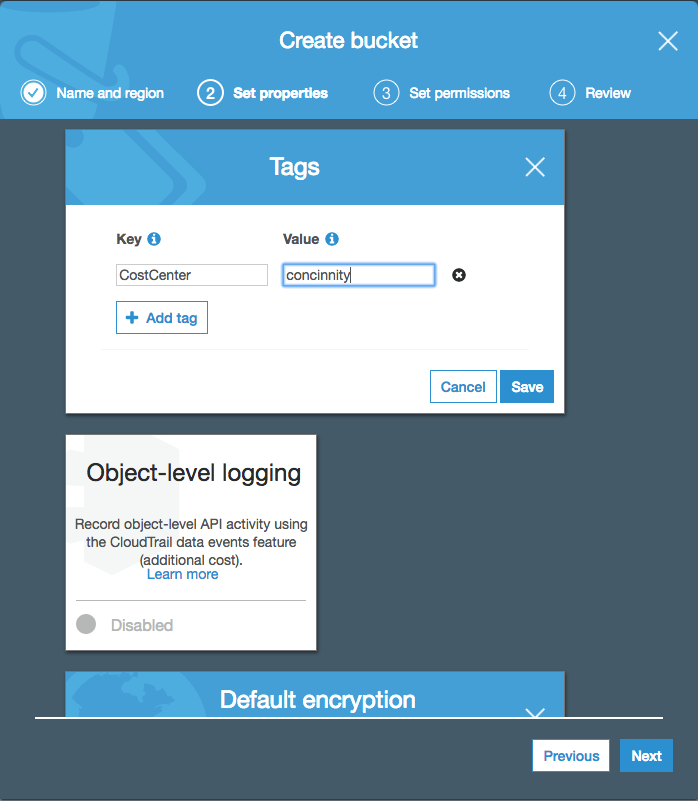 Create bucket
Name and region 2 Set properties 3 Set permissions 4 Review
Tags
Key Value
CostCenter concinnity
Add tag
Cancel Save
Object-level logging
Record object-level API activity using
the CloudTrail data events feature
(additional cost).
Learn more
Disabled
Default encryption
Previous Next